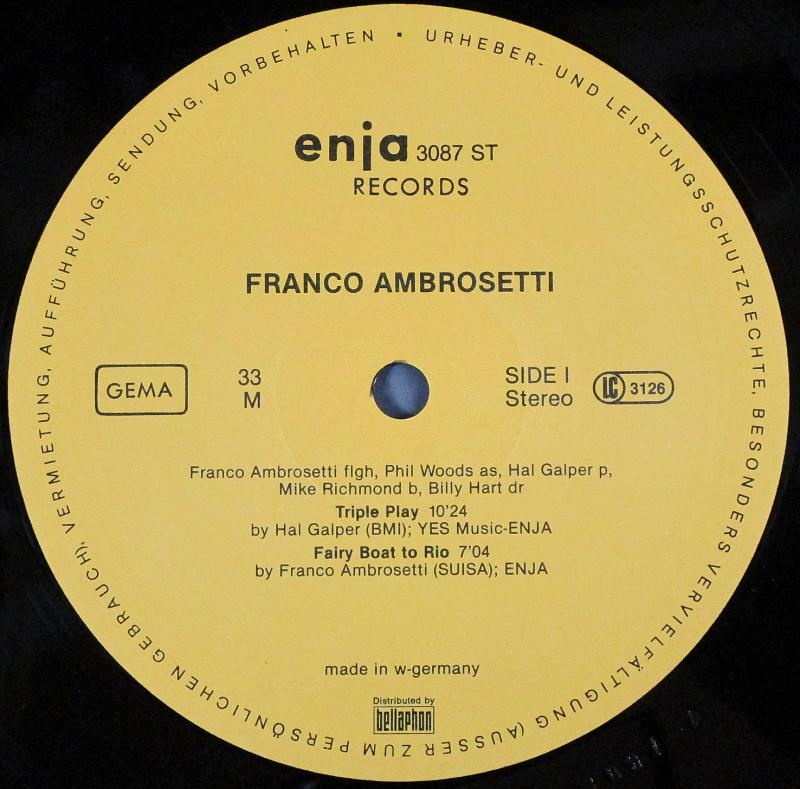 URHEBER- UND LEISTUNGSSCHUTZRECHTE, BESONDERS VERVIELFÄLTIGUNG (AUSSER ZUM PERSÖNLICHEN GEBRAUCH), VERMIETUNG, AUFFÜHRUNG, SENDUNG, VORBEHALTEN ·
enja 3087 ST
RECORDS
FRANCO AMBROSETTI
GEMA
33
M
SIDE I
Stereo
LC 3126
Franco Ambrosetti flgh, Phil Woods as, Hal Galper p,
Mike Richmond b, Billy Hart dr
Triple Play 10'24
by Hal Galper (BMI); YES Music-ENJA
Fairy Boat to Rio 7'04
by Franco Ambrosetti (SUISA); ENJA
made in w-germany
Distributed by
bellaphon